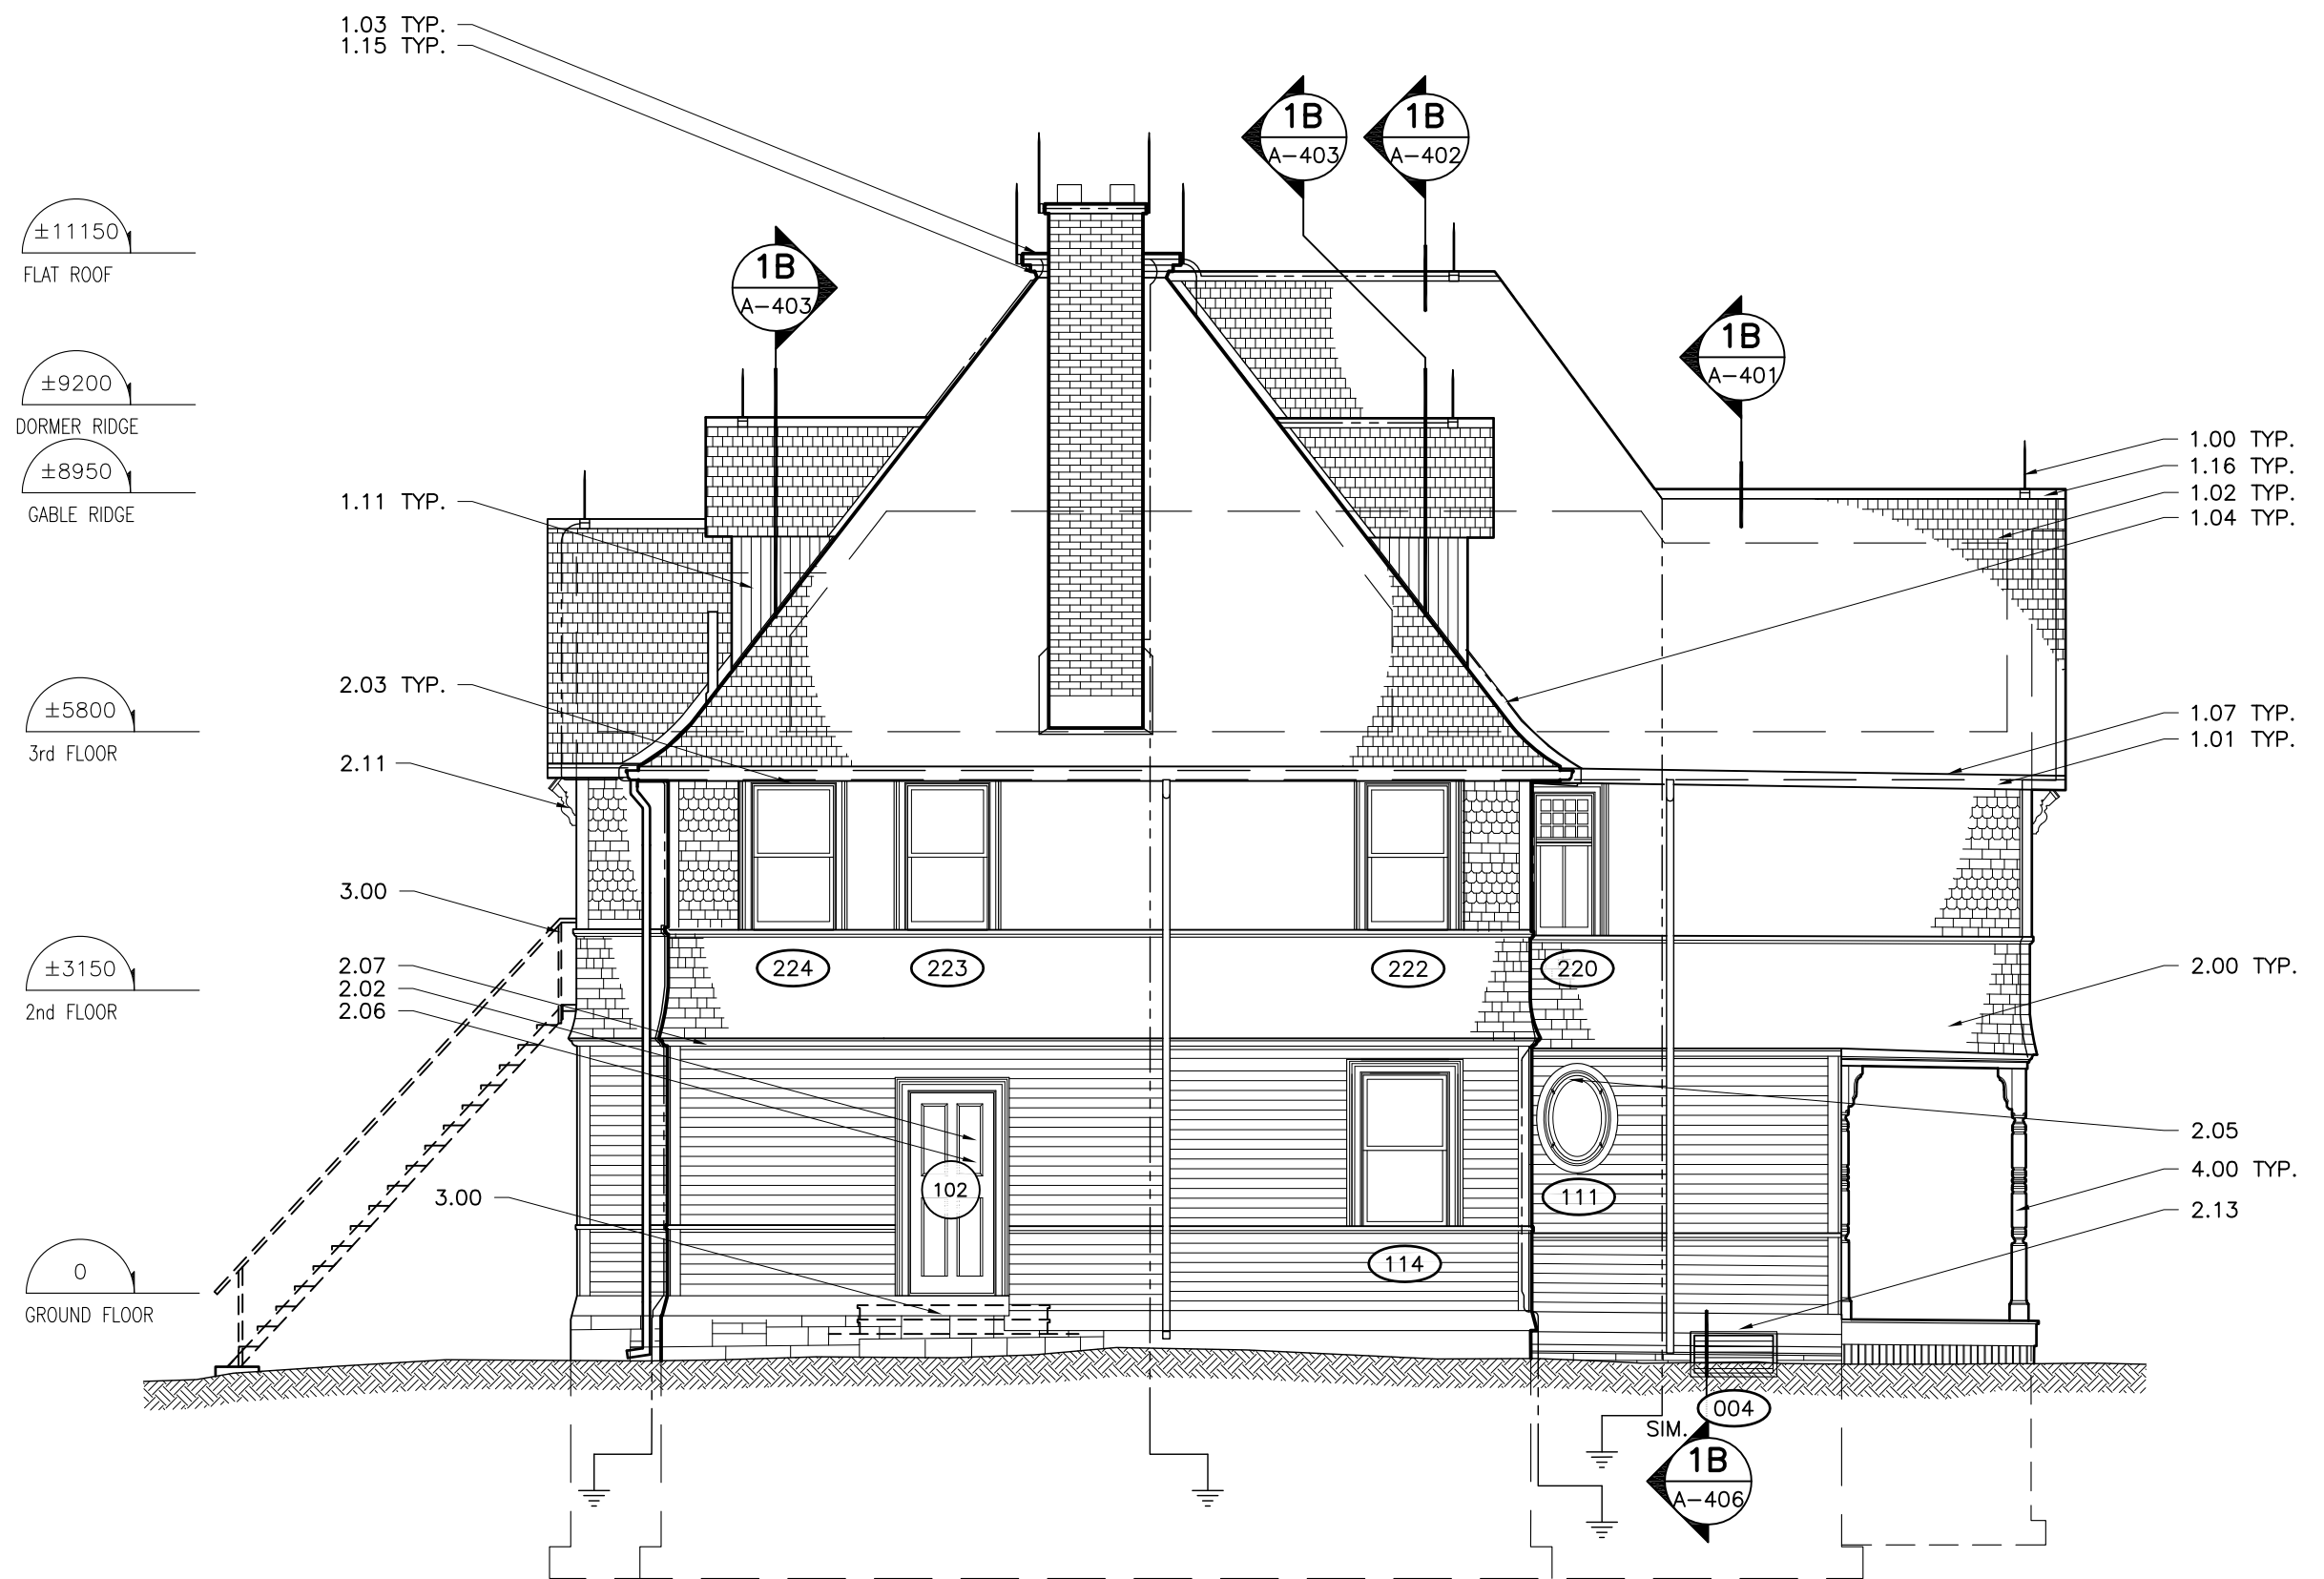 1.03 TYP.
1.15 TYP.
1B
A-403
1B
A-402
±11150
FLAT ROOF
1B
A-403
1B
A-401
±9200
DORMER RIDGE
±8950
GABLE RIDGE
1.00 TYP.
1.16 TYP.
1.02 TYP.
1.04 TYP.
1.11 TYP.
2.03 TYP.
±5800
3rd FLOOR
1.07 TYP.
1.01 TYP.
2.11
3.00
±3150
2nd FLOOR
2.07
2.02
2.06
224
223
222
220
2.00 TYP.
2.05
4.00 TYP.
2.13
102
111
3.00
114
0
GROUND FLOOR
004
SIM.
1B
A-406